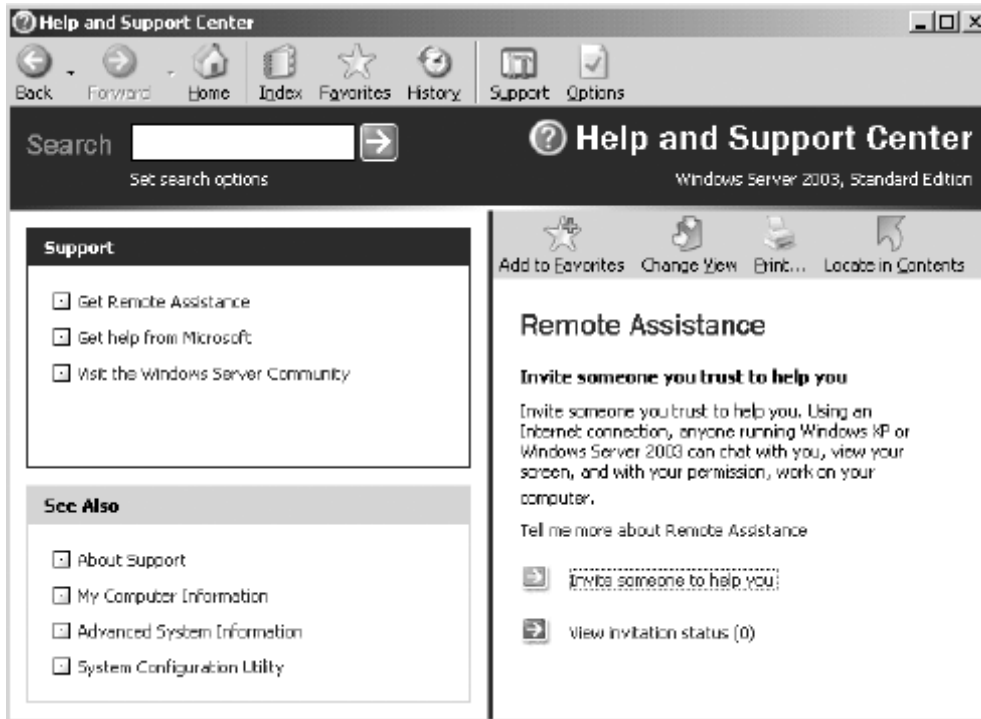 Help and Support Center
Back Forward Home Index Favorites History Support Options
Search
Set search options
Help and Support Center
Windows Server 2003, Standard Edition
Support
Get Remote Assistance
Get help from Microsoft
Visit the Windows Server Community
See Also
About Support
My Computer Information
Advanced System Information
System Configuration Utility
Add to Favorites Change View Print... Locate in Contents
Remote Assistance
Invite someone you trust to help you
Invite someone you trust to help you. Using an
Internet connection, anyone running Windows XP or
Windows Server 2003 can chat with you, view your
screen, and with your permission, work on your
computer.
Tell me more about Remote Assistance
Invite someone to help you
View invitation status (0)